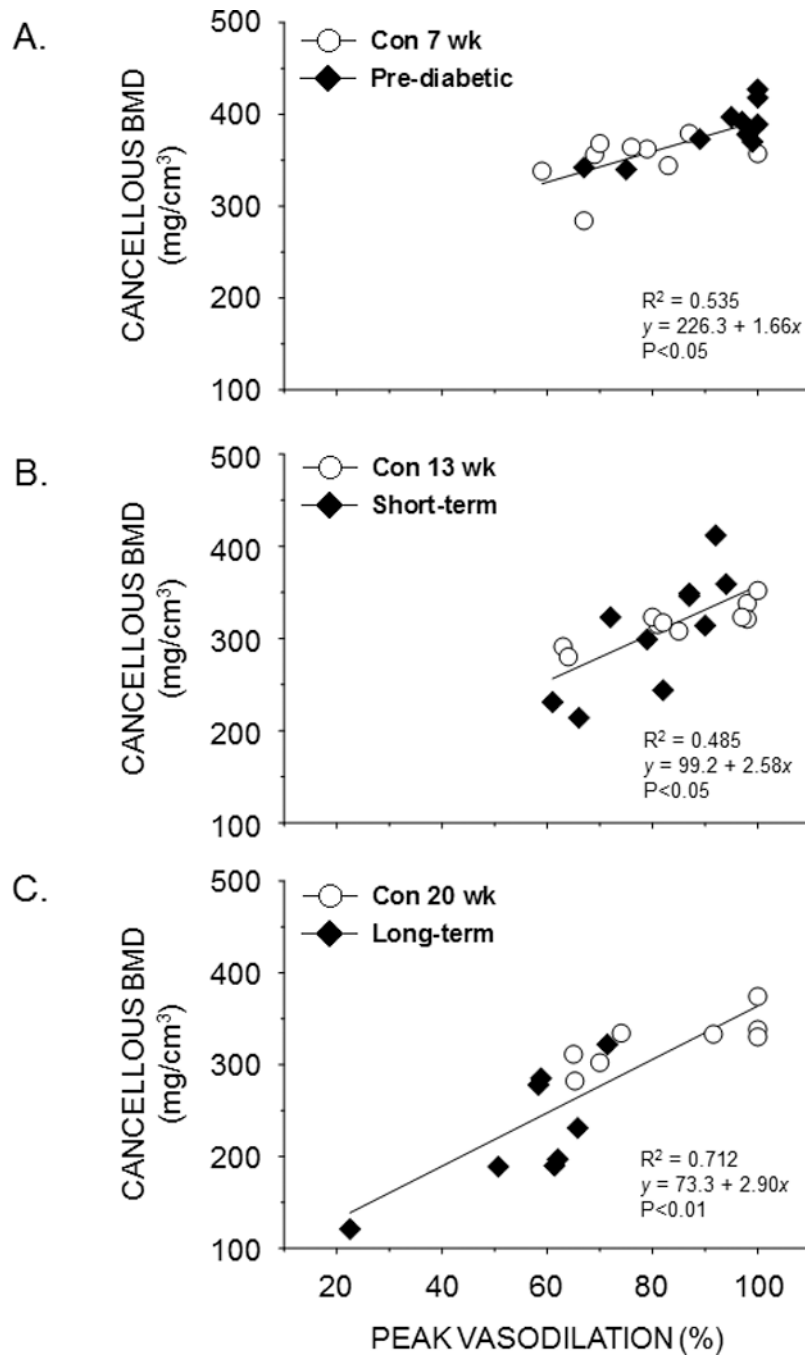 A.
Con 7 wk
Pre-diabetic
500
400
300
200
100
CANCELLOUS BMD
(mg/cm³)
R² = 0.535
y = 226.3 + 1.66x
P<0.05
B.
Con 13 wk
Short-term
500
400
300
200
100
CANCELLOUS BMD
(mg/cm³)
R² = 0.485
y = 99.2 + 2.58x
P<0.05
C.
Con 20 wk
Long-term
500
400
300
200
100
CANCELLOUS BMD
(mg/cm³)
R² = 0.712
y = 73.3 + 2.90x
P<0.01
20 40 60 80 100
PEAK VASODILATION (%)